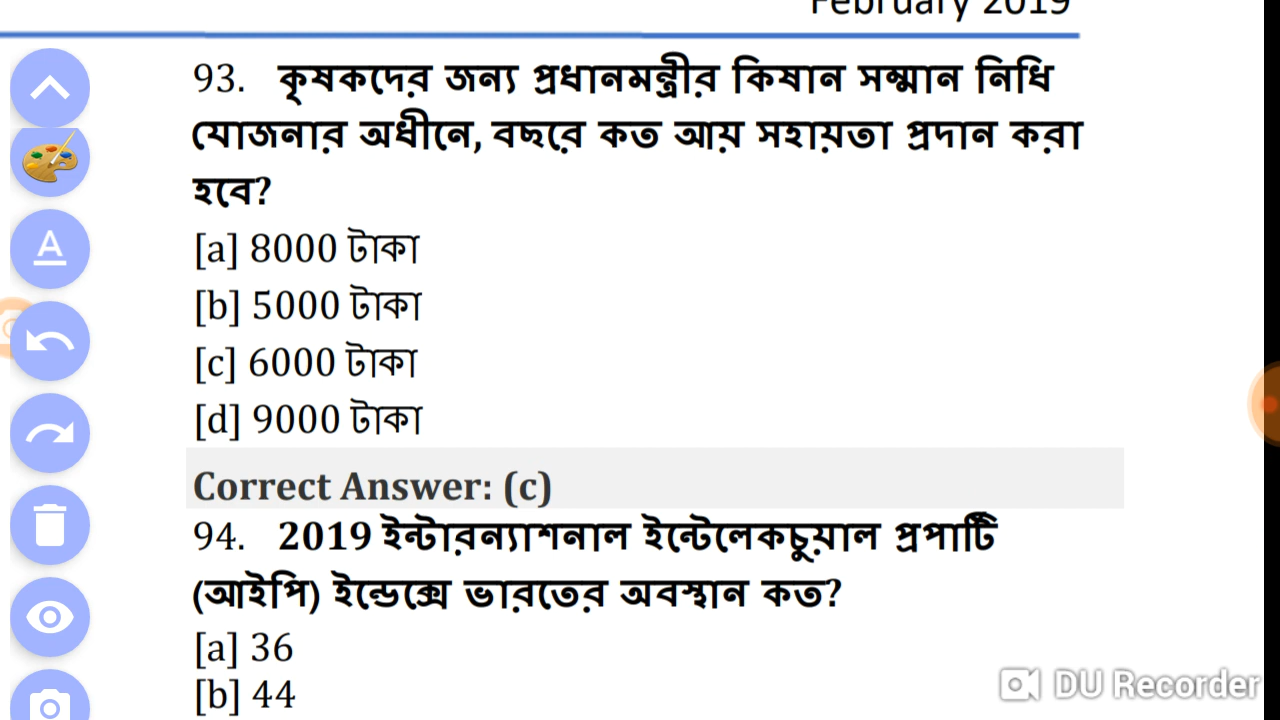 February 2019
93. কৃষকদের জন্য প্রধানমন্ত্রীর কিষান সম্মান নিধি
যোজনার অধীনে, বছরে কত আয় সহায়তা প্রদান করা
হবে?
[a] 8000 টাকা
[b] 5000 টাকা
[c] 6000 টাকা
[d] 9000 টাকা
Correct Answer: (c)
94. 2019 ইন্টারন্যাশনাল ইন্টেলেকচুয়াল প্রপার্টি
(আইপি) ইন্ডেক্সে ভারতের অবস্থান কত?
[a] 36
[b] 44
A
DU Recorder